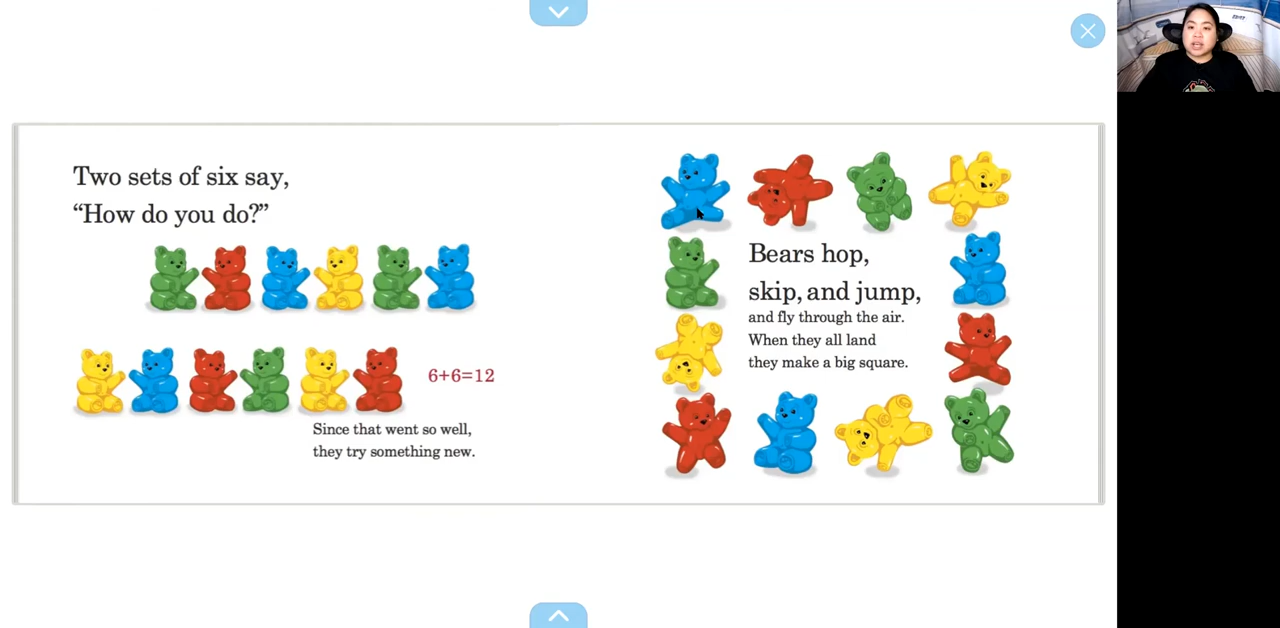 Two sets of six say,
“How do you do?”
6+6=12
Since that went so well,
they try something new.
Bears hop,
skip, and jump,
and fly through the air.
When they all land
they make a big square.